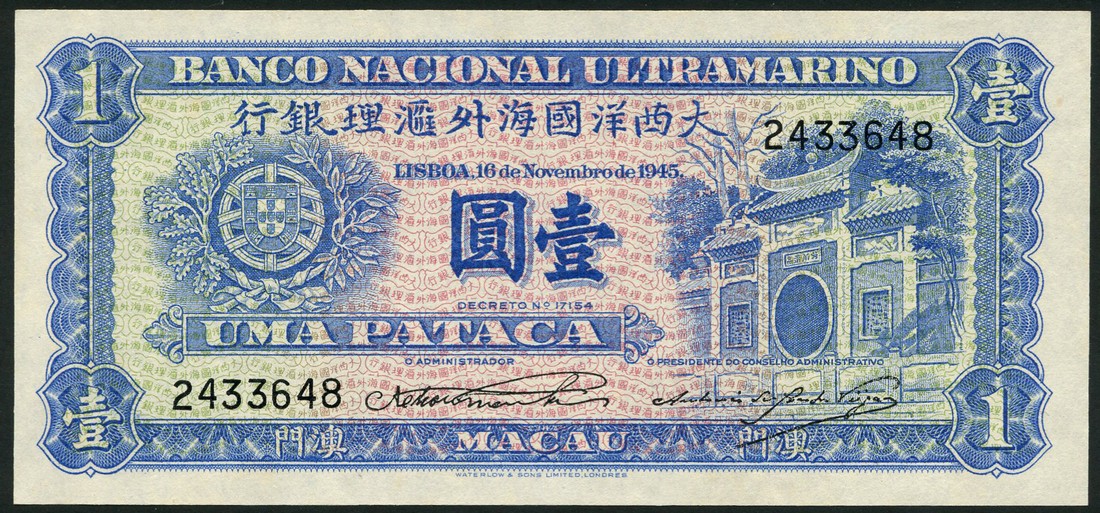 1
BANCO NACIONAL ULTRAMARINO
壹
大西洋國海外滙理銀行
2433648
LISBOA, 16 de Novembro de 1945.
壹圓
DECRETO Nº 17154
UMA PATACA
O ADMINISTRADOR
O PRESIDENTE DO CONSELHO ADMINISTRATIVO
2433648
壹
澳門
MACAU
澳門
1
WATERLOW & SONS LIMITED, LONDRES